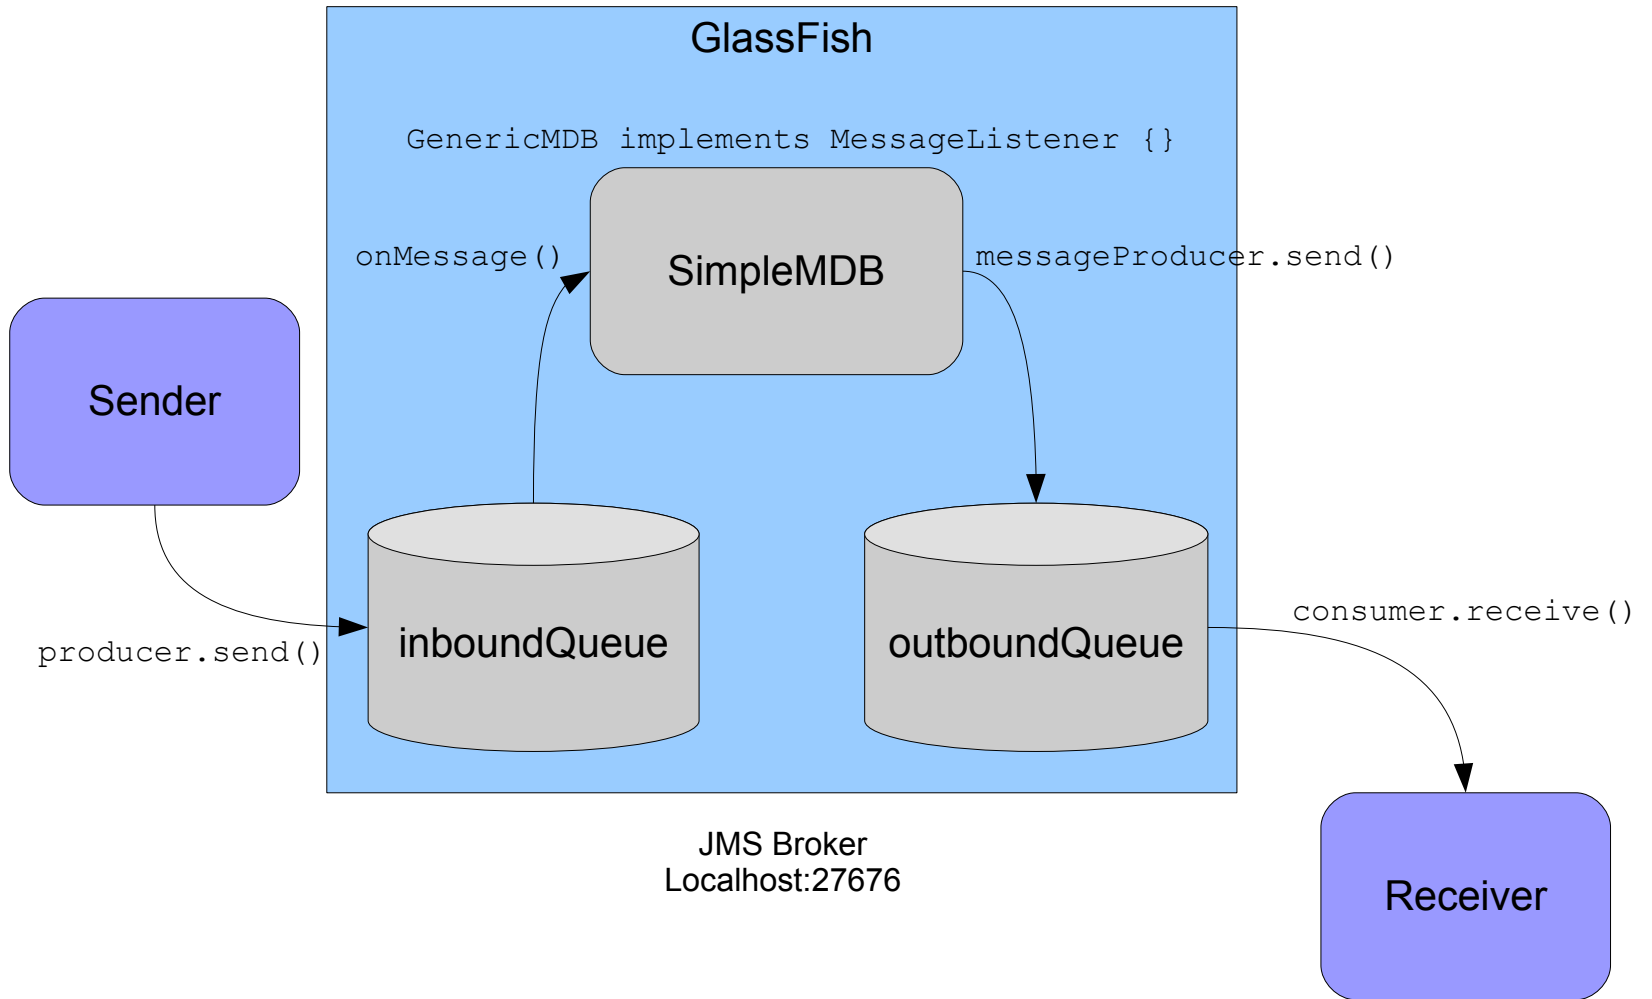 GlassFish
GenericMDB implements MessageListener {}
onMessage()
SimpleMDB
messageProducer.send()
Sender
producer.send()
inboundQueue
outboundQueue
consumer.receive()
JMS Broker
Localhost:27676
Receiver